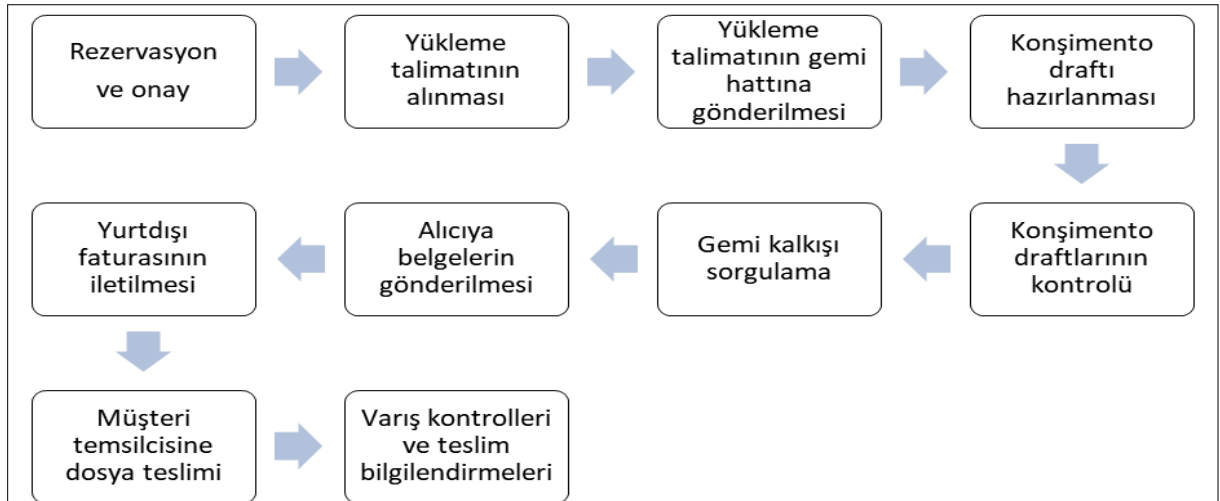 Rezervasyon
ve onay
Yükleme
talimatının
alınması
Yükleme
talimatının gemi
hattına
gönderilmesi
Konşimento
draftı
hazırlanması
Konşimento
draftlarının
kontrolü
Gemi kalkışı
sorgulama
Alıcıya
belgelerin
gönderilmesi
Yurtdışı
faturasının
iletilmesi
Müşteri
temsilcisine
dosya teslimi
Varış kontrolleri
ve teslim
bilgilendirmeleri